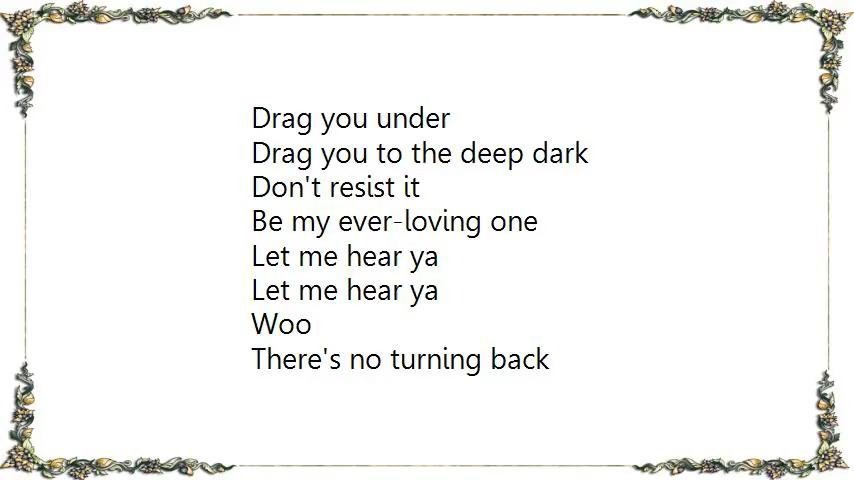 Drag you under
Drag you to the deep dark
Don't resist it
Be my ever-loving one
Let me hear ya
Let me hear ya
Woo
There's no turning back